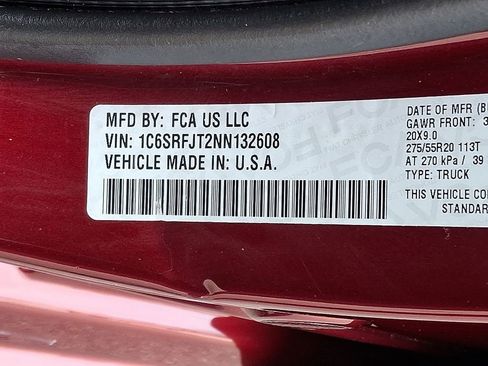 MFD BY: FCA US LLC
VIN: 1C6SRFJT2NN132608
VEHICLE MADE IN: U.S.A.
DATE OF MFR
GAWR FRONT:
20X9.0
275/55R20 113T
AT 270 kPa / 39
TYPE: TRUCK
THIS VEHICLE
STANDAR